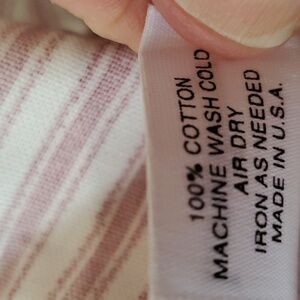 100% COTTON
MACHINE WASH COLD
AIR DRY
IRON AS NEEDED
MADE IN U.S.A.